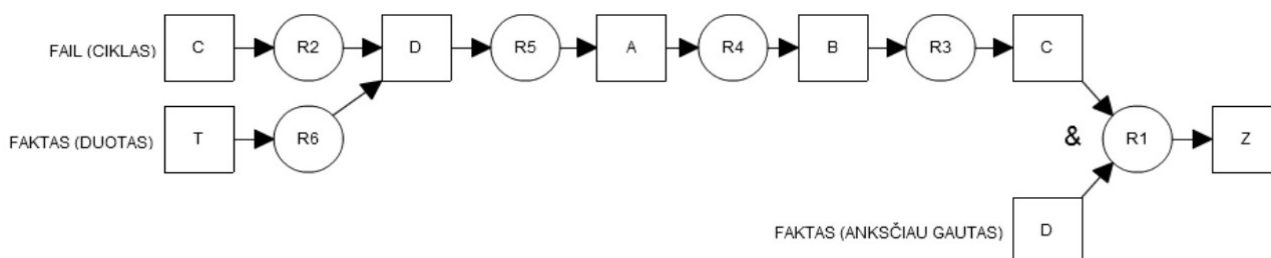 FAIL (CIKLAS) C R2 D R5 A R4 B R3 C
FAKTAS (DUOTAS) T R6 & R1 Z
FAKTAS (ANKSČIAU GAUTAS) D